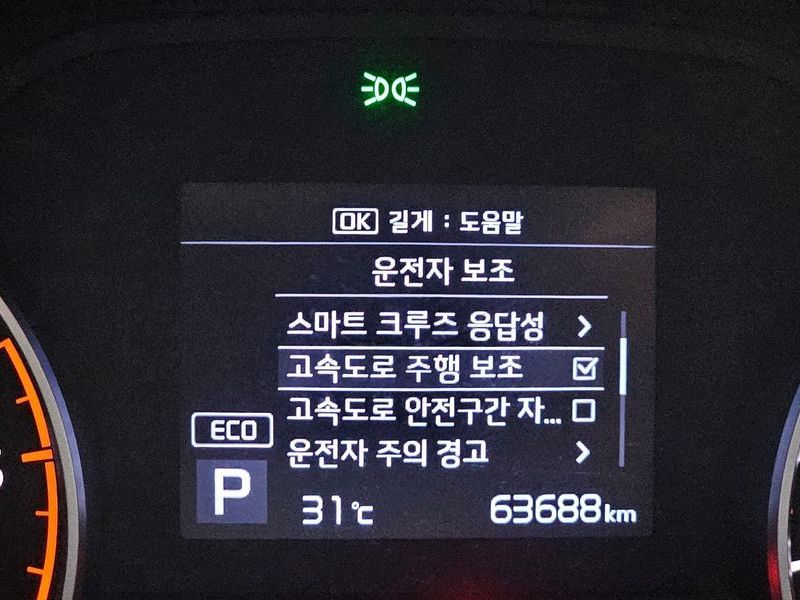 OK 길게 : 도움말
운전자 보조
스마트 크루즈 응답성
고속도로 주행 보조
고속도로 안전구간 자...
운전자 주의 경고
ECO
P
31℃
63688km